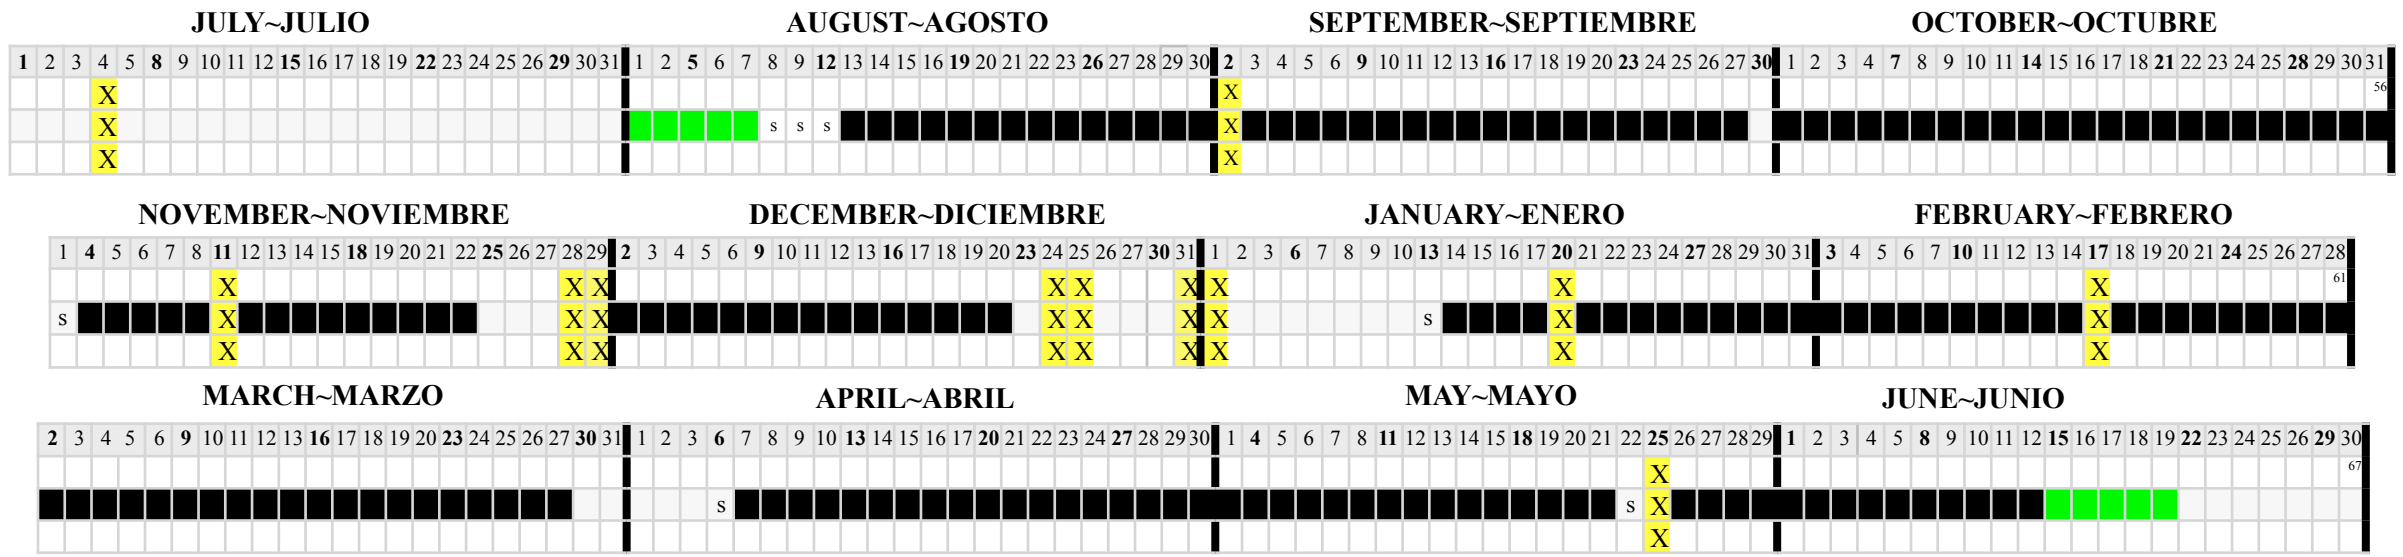 JULY~JULIO AUGUST~AGOSTO SEPTEMBER~SEPTIEMBRE OCTOBER~OCTUBRE
1 2 3 4 5 8 9 10 11 12 15 16 17 18 19 22 23 24 25 26 29 30 31 1 2 5 6 7 8 9 12 13 14 15 16 19 20 21 22 23 26 27 28 29 30 2 3 4 5 6 9 10 11 12 13 16 17 18 19 20 23 24 25 26 27 30 1 2 3 4 7 8 9 10 11 14 15 16 17 18 21 22 23 24 25 28 29 30 31
X X 56
X s s s X
X X
NOVEMBER~NOVIEMBRE DECEMBER~DICIEMBRE JANUARY~ENERO FEBRUARY~FEBRERO
1 4 5 6 7 8 11 12 13 14 15 18 19 20 21 22 25 26 27 28 29 2 3 4 5 6 9 10 11 12 13 16 17 18 19 20 23 24 25 26 27 30 31 1 2 3 6 7 8 9 10 13 14 15 16 17 20 21 22 23 24 27 28 29 30 31 3 4 5 6 7 10 11 12 13 14 17 18 19 20 21 24 25 26 27 28
X X X X X X X X X 61
s X X X X X X X s X X
X X X X X X X X X
MARCH~MARZO APRIL~ABRIL MAY~MAYO JUNE~JUNIO
2 3 4 5 6 9 10 11 12 13 16 17 18 19 20 23 24 25 26 27 30 31 1 2 3 6 7 8 9 10 13 14 15 16 17 20 21 22 23 24 27 28 29 30 1 4 5 6 7 8 11 12 13 14 15 18 19 20 21 22 25 26 27 28 29 1 2 3 4 5 8 9 10 11 12 15 16 17 18 19 22 23 24 25 26 29 30
X 67
s s X
X